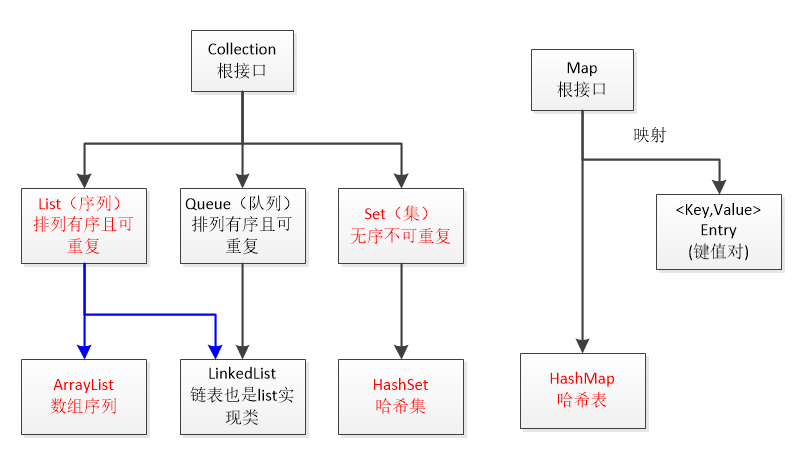 Collection
根接口
Map
根接口
映射
List（序列）
排列有序且可
重复
Queue（队列）
排列有序且可
重复
Set（集）
无序不可重复
<Key,Value>
Entry
(键值对)
ArrayList
数组序列
LinkedList
链表也是list实
现类
HashSet
哈希集
HashMap
哈希表